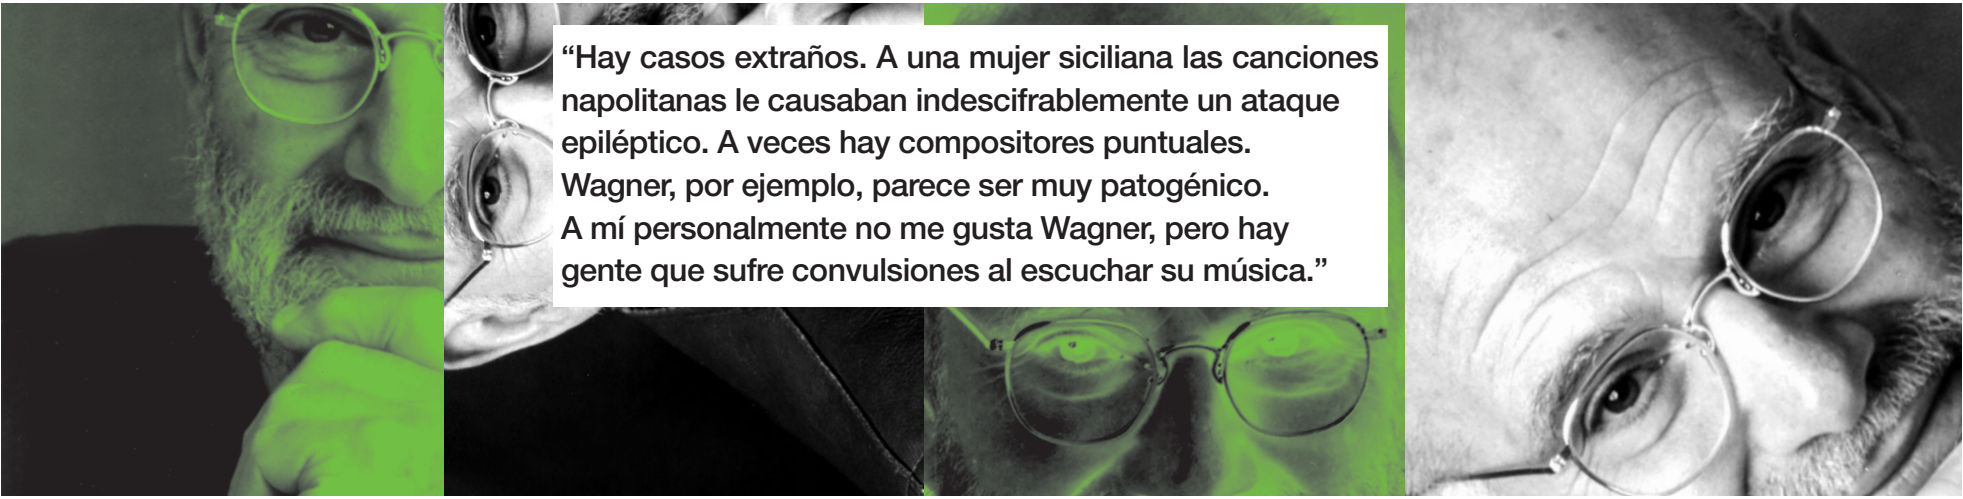 “Hay casos extraños. A una mujer siciliana las canciones
napolitanas le causaban indescifrablemente un ataque
epiléptico. A veces hay compositores puntuales.
Wagner, por ejemplo, parece ser muy patogénico.
A mí personalmente no me gusta Wagner, pero hay
gente que sufre convulsiones al escuchar su música.”